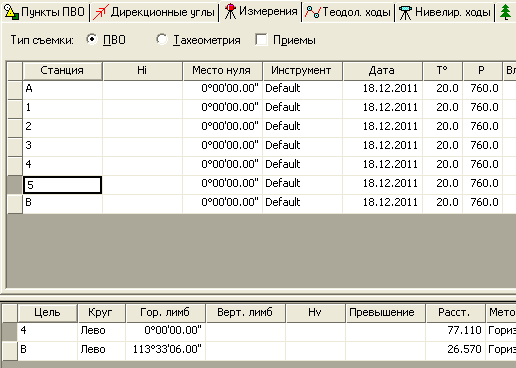 Пункты ПВО Дирекционные углы Измерения Теодол. ходы Нивелир. ходы
Тип съемки: ПВО Тахеометрия Приемы
Станция Hi Место нуля Инструмент Дата T° P
A 0°00'00.00" Default 18.12.2011 20.0 760.0
1 0°00'00.00" Default 18.12.2011 20.0 760.0
2 0°00'00.00" Default 18.12.2011 20.0 760.0
3 0°00'00.00" Default 18.12.2011 20.0 760.0
4 0°00'00.00" Default 18.12.2011 20.0 760.0
5 0°00'00.00" Default 18.12.2011 20.0 760.0
B 0°00'00.00" Default 18.12.2011 20.0 760.0
Цель Круг Гор. лимб Верт. лимб Hv Превышение Расст. Мето
4 Лево 0°00'00.00" 77.110 Гориз
B Лево 113°33'06.00" 26.570 Гориз